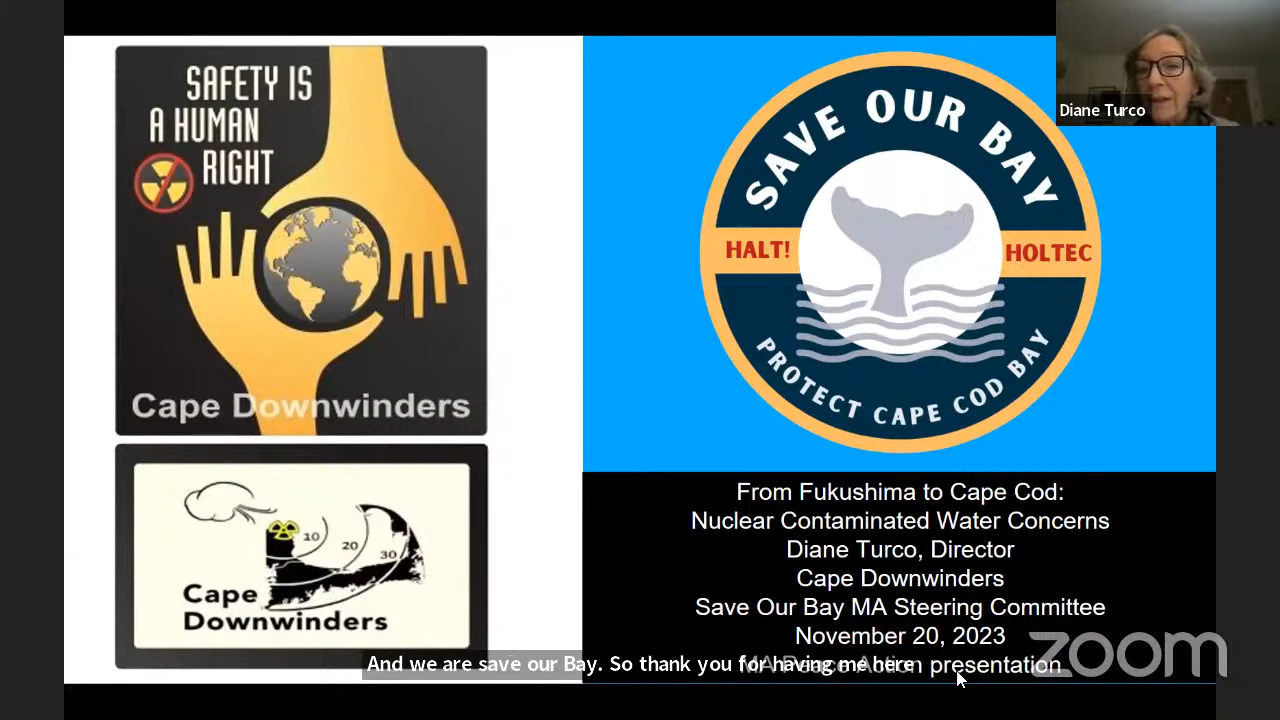 SAFETY IS
A HUMAN
RIGHT
Cape Downwinders
10
20
30
Cape
Downwinders
SAVE OUR BAY
HALT!
HOLTEC
PROTECT CAPE COD BAY
Diane Turco
From Fukushima to Cape Cod:
Nuclear Contaminated Water Concerns
Diane Turco, Director
Cape Downwinders
Save Our Bay MA Steering Committee
November 20, 2023
presentation
And we are save our Bay. So thank you for having me here
zoom